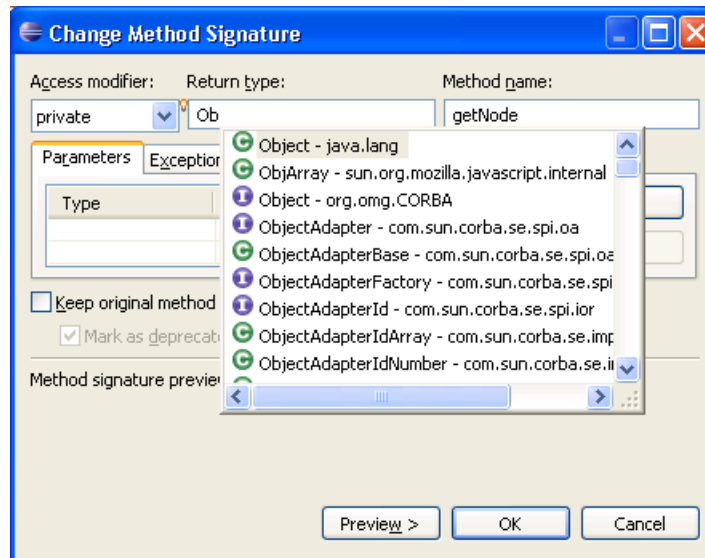 Change Method Signature
Access modifier: Return type: Method name:
private Ob getNode
Parameters Exception
Type
Object - java.lang
ObjArray - sun.org.mozilla.javascript.internal
Object - org.omg.CORBA
ObjectAdapter - com.sun.corba.se.spi.oa
ObjectAdapterBase - com.sun.corba.se.spi.oa
ObjectAdapterFactory - com.sun.corba.se.spi
ObjectAdapterId - com.sun.corba.se.spi.ior
ObjectAdapterIdArray - com.sun.corba.se.imp
ObjectAdapterIdNumber - com.sun.corba.se.i
Keep original method
Mark as deprecat
Method signature previe
Preview > OK Cancel